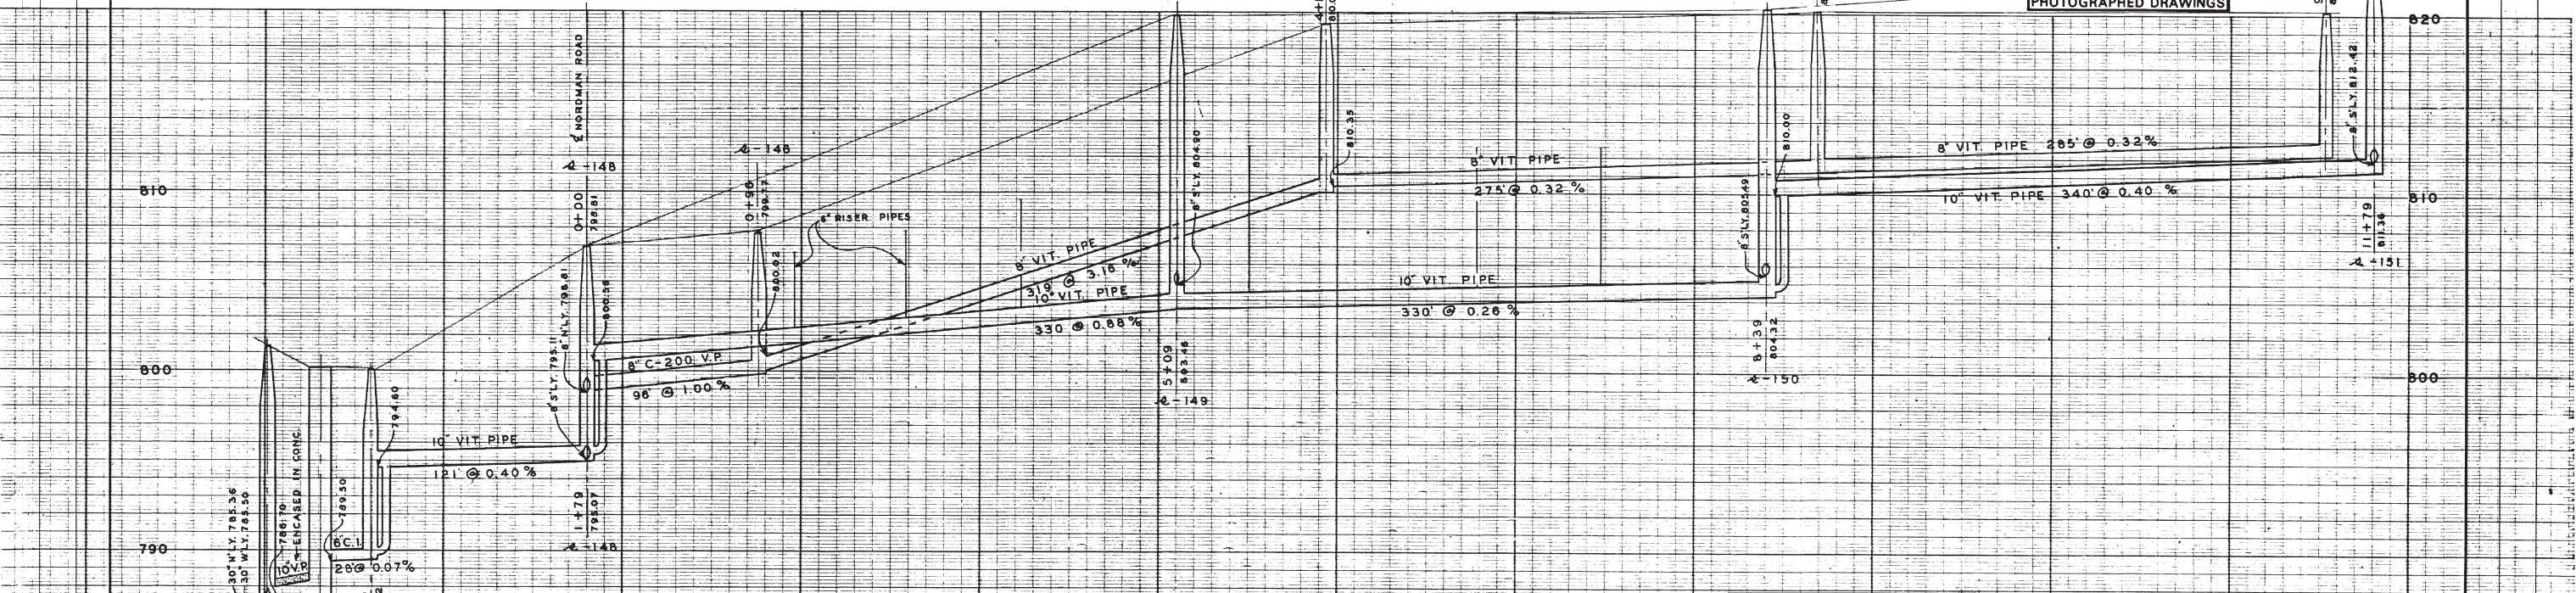 PHOTOGRAPHED DRAWINGS
820
℄ NORDMAN ROAD
-148
0+00
798.81
-148
0+98
799.77
6" RISER PIPES
810
8" N'LY. 798.81
800.56
8" S'LY. 795.11
8" C-200 V.P.
98' @ 1.00 %
800.02
8" VIT. PIPE
319' @ 3.16 %
10" VIT. PIPE
330' @ 0.88 %
8" S'LY. 804.90
810.35
8" VIT. PIPE
275' @ 0.32 %
10" VIT. PIPE
330' @ 0.26 %
8" S'LY. 805.49
810.00
8" VIT. PIPE 285' @ 0.32%
10" VIT. PIPE 340' @ 0.40 %
8" S'LY. 812.42
810
11+79
811.36
-151
800
5+09
803.46
-149
8+39
804.32
-150
800
794.60
10" VIT. PIPE
121' @ 0.40 %
1+79
795.07
-148
790
30" N'LY. 785.36
30" W'LY. 785.50
786.70
ENCASED IN CONC.
789.50
8" C.I.
10" V.P.
28' @ 0.07%